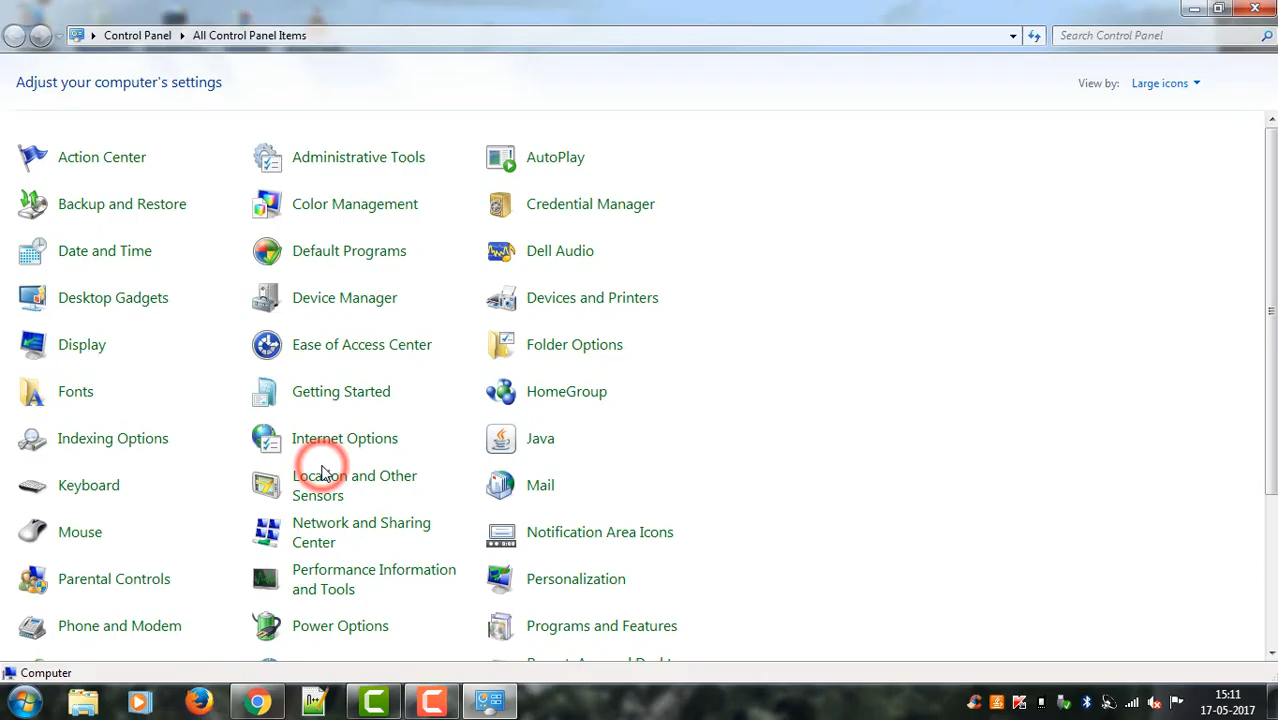 Control Panel
All Control Panel Items
Search Control Panel
Adjust your computer's settings
View by:
Large icons
Action Center
Administrative Tools
AutoPlay
Backup and Restore
Color Management
Credential Manager
Date and Time
Default Programs
Dell Audio
Desktop Gadgets
Device Manager
Devices and Printers
Display
Ease of Access Center
Folder Options
Fonts
Getting Started
HomeGroup
Indexing Options
Internet Options
Java
Keyboard
Location and Other
Sensors
Mail
Mouse
Network and Sharing
Center
Notification Area Icons
Parental Controls
Performance Information
and Tools
Personalization
Phone and Modem
Power Options
Programs and Features
Computer
15:11
17-05-2017